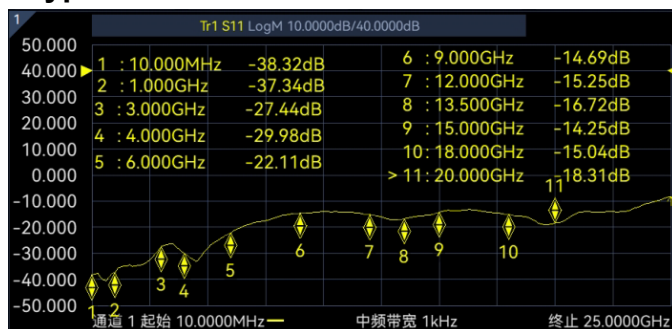 1
Tr1 S11 LogM 10.0000dB/40.0000dB
50.000
40.000
30.000
20.000
10.000
0.000
-10.000
-20.000
-30.000
-40.000
-50.000
1 :10.000MHz -38.32dB
2 :1.000GHz -37.34dB
3 :3.000GHz -27.44dB
4 :4.000GHz -29.98dB
5 :6.000GHz -22.11dB
6 :9.000GHz -14.69dB
7 :12.000GHz -15.25dB
8 :13.500GHz -16.72dB
9 :15.000GHz -14.25dB
10:18.000GHz -15.04dB
>11:20.000GHz -18.31dB
1
2
3
4
5
6
7
8
9
10
11
通道 1 起始 10.0000MHz 中频带宽 1kHz 终止 25.0000GHz